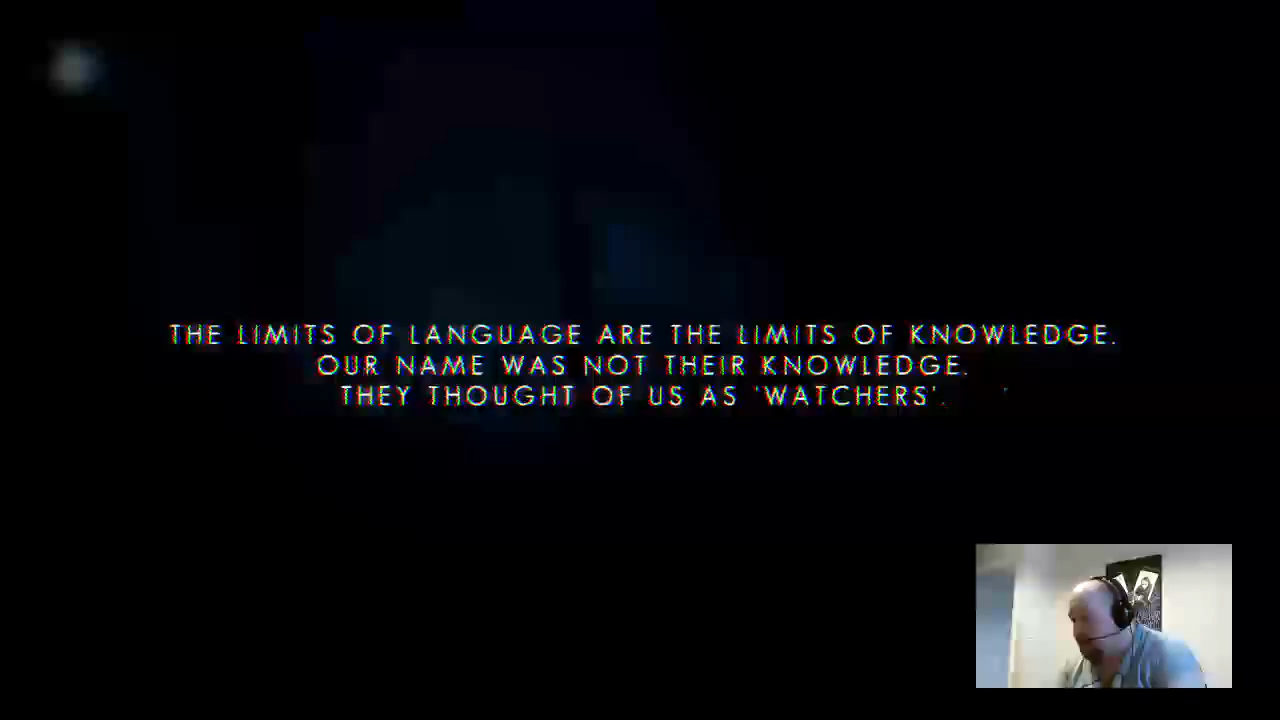 THE LIMITS OF LANGUAGE ARE THE LIMITS OF KNOWLEDGE.
OUR NAME WAS NOT THEIR KNOWLEDGE.
THEY THOUGHT OF US AS 'WATCHERS'.